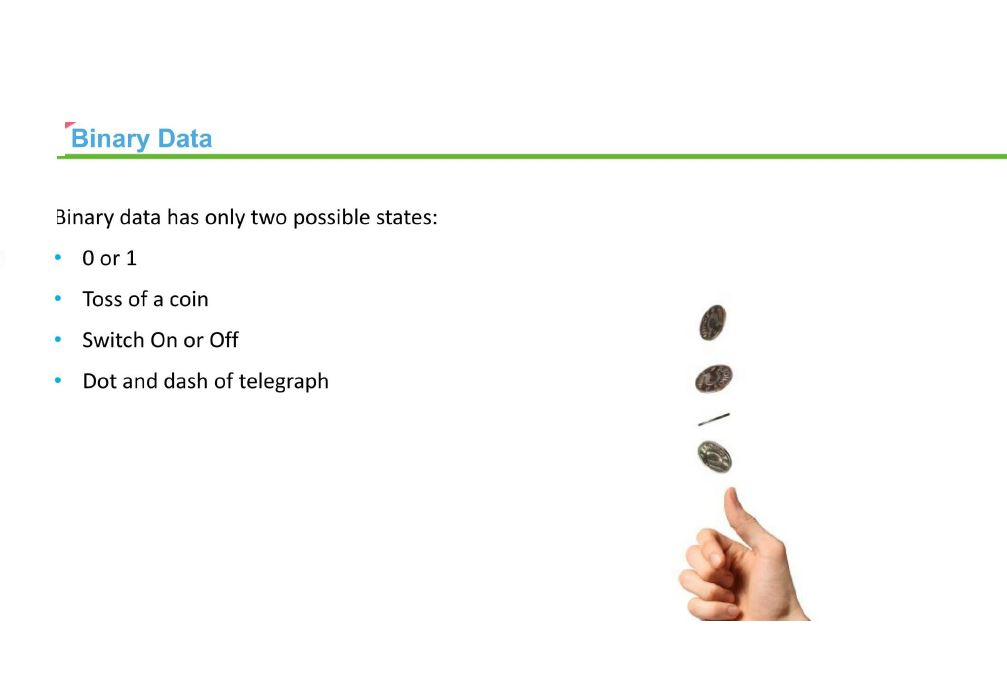 Binary Data
Binary data has only two possible states:
• 0 or 1
• Toss of a coin
• Switch On or Off
• Dot and dash of telegraph